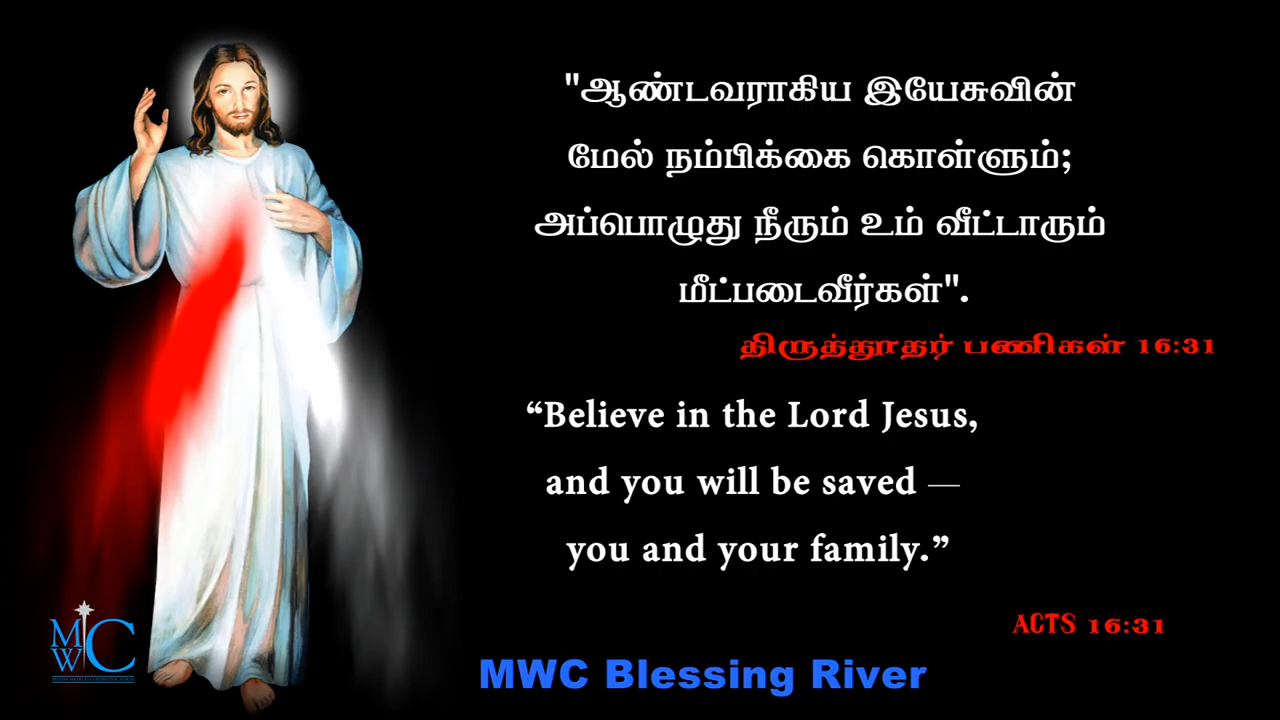 "ஆண்டவராகிய இயேசுவின்
மேல் நம்பிக்கை கொள்ளும்;
அப்பொழுது நீரும் உம் வீட்டாரும்
மீட்படைவீர்கள்".
திருத்தூதர் பணிகள் 16:31
“Believe in the Lord Jesus,
and you will be saved —
you and your family.”
ACTS 16:31
MWC
MWC Blessing River